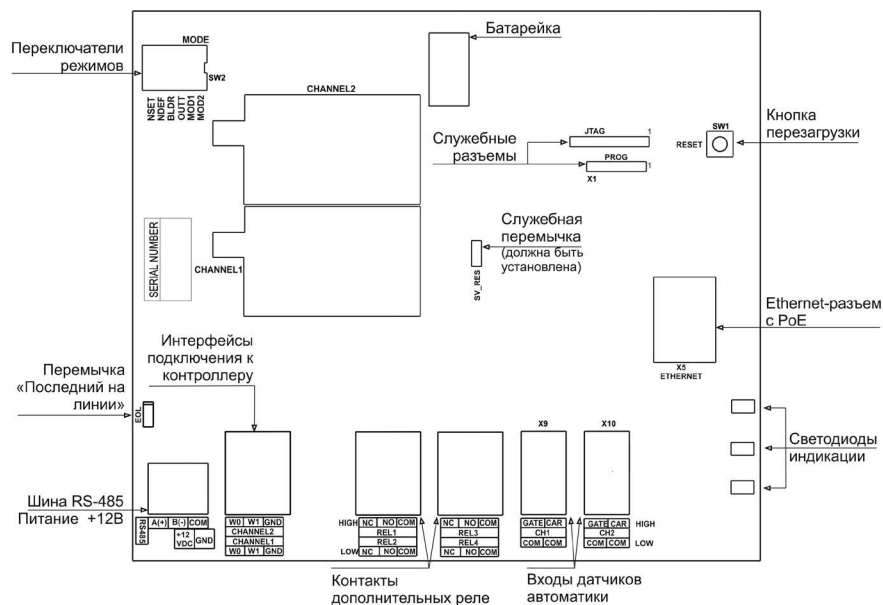 Переключатели
режимов
MODE
SW2
NSET
NDEF
BLDR
OUTT
MOD1
MOD2
CHANNEL2
Батарейка
Служебные
разъемы
JTAG 1
PROG 1
X1
SW1
RESET
Кнопка
перезагрузки
SERIAL NUMBER
CHANNEL1
Служебная
перемычка
(должна быть
установлена)
SV_RES
Ethernet-разъем
с PoE
X5
ETHERNET
Интерфейсы
подключения к
контроллеру
Перемычка
«Последний на
линии»
EOL
X9
X10
Светодиоды
индикации
Шина RS-485
Питание +12В
RS485
A(+) B(-) COM
+12 VDC GND
W0 W1 GND
CHANNEL2
CHANNEL1
W0 W1 GND
HIGH NC NO COM
REL1
REL2
LOW NC NO COM
NC NO COM
REL3
REL4
NC NO COM
GATE CAR
CH1
COM COM
GATE CAR HIGH
CH2
COM COM LOW
Контакты
дополнительных реле
Входы датчиков
автоматики